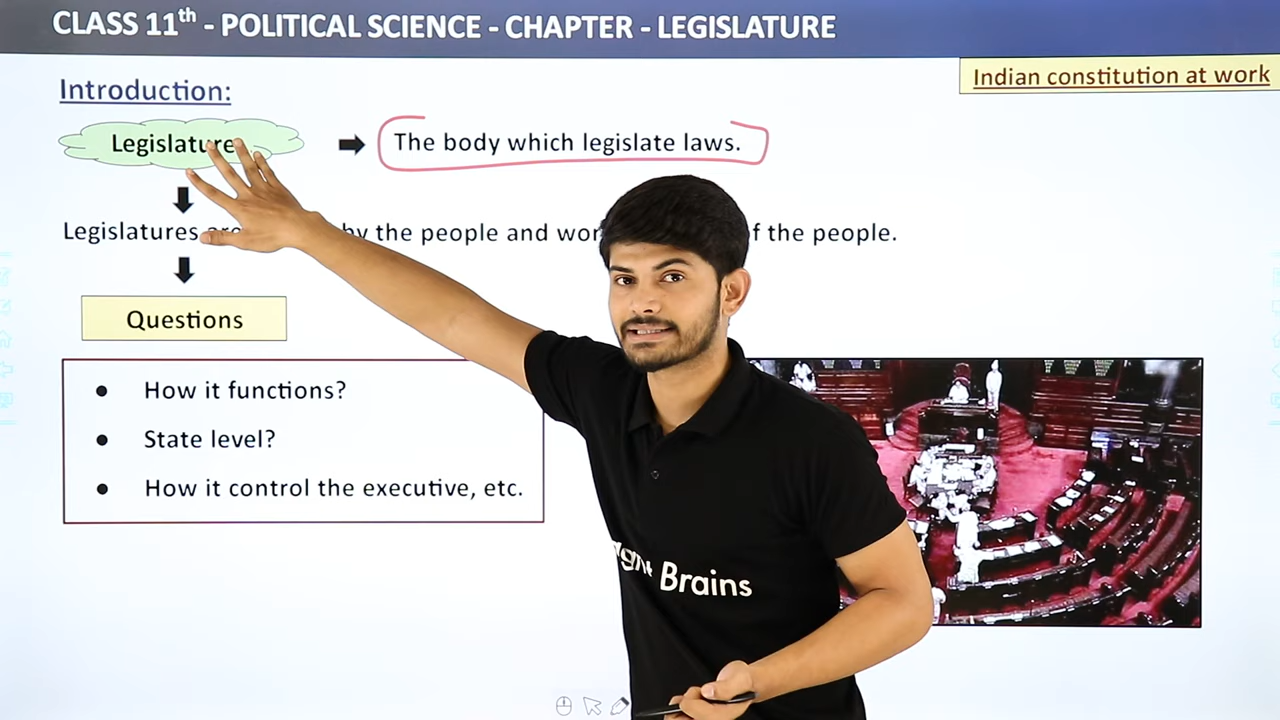 CLASS 11th - POLITICAL SCIENCE - CHAPTER - LEGISLATURE
Indian constitution at work
Introduction:
Legislature
The body which legislate laws.
Legislatures by the people and of the people.
Questions
• How it functions?
• State level?
• How it control the executive, etc.
Brains